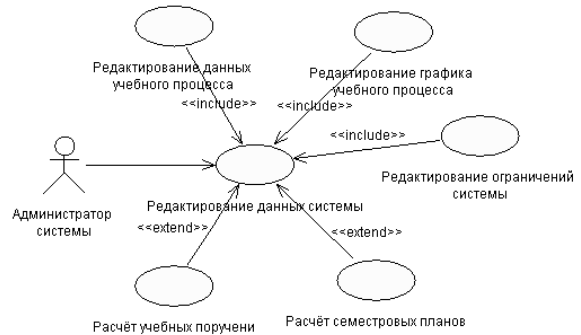 Редактирование данных
учебного процесса
Редактирование графика
учебного процесса
<<include>>
<<include>>
<<include>>
Редактирование ограничений
системы
Администратор
системы
Редактирование данных системы
<<extend>>
<<extend>>
Расчёт учебных поручени
Расчёт семестровых планов